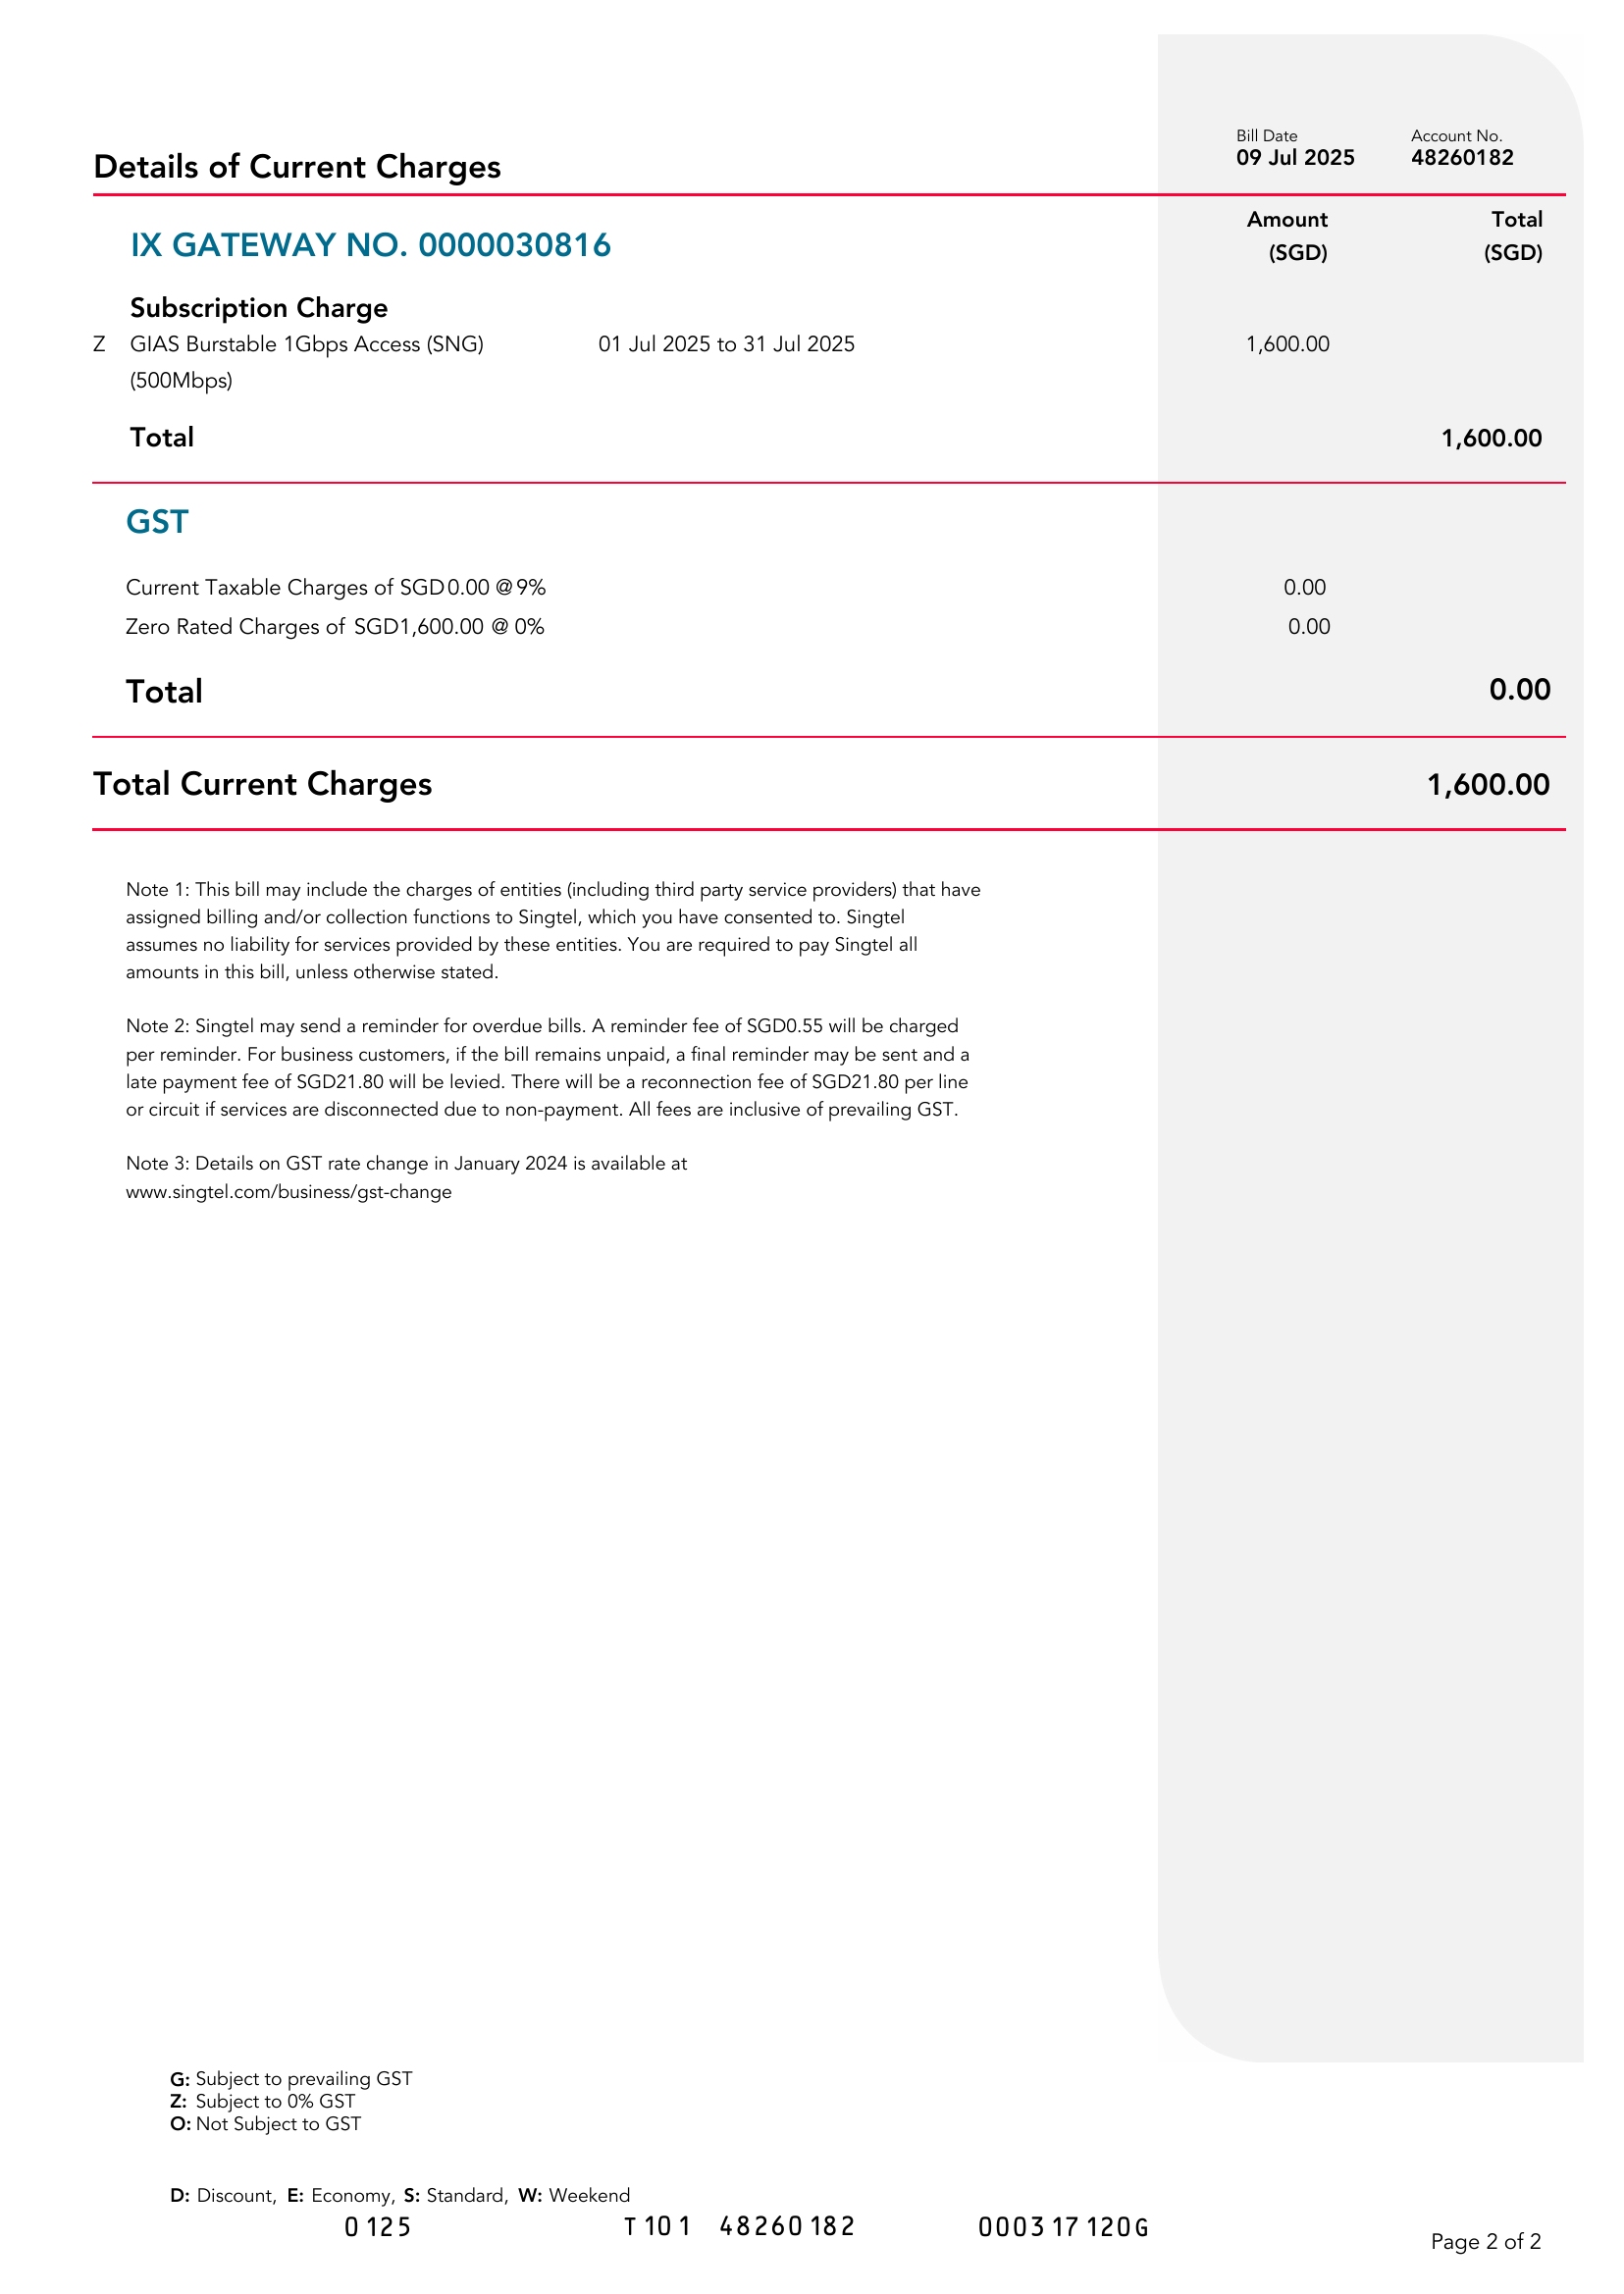 Bill Date Account No.
Details of Current Charges 09 Jul 2025 48260182
Amount Total
IX GATEWAY NO. 0000030816
(SGD) (SGD)
Subscription Charge
Z GIAS Burstable 1Gbps Access (SNG) 01 Jul 2025 to 31 Jul 2025 1,600.00
(500Mbps)
Total 1,600.00
GST
Current Taxable Charges of SGD0.00 @ 9% 0.00
Zero Rated Charges of SGD1,600.00 @ 0% 0.00
Total 0.00
Total Current Charges 1,600.00
Note 1: This bill may include the charges of entities (including third party service providers) that have
assigned billing and/or collection functions to Singtel, which you have consented to. Singtel
assumes no liability for services provided by these entities. You are required to pay Singtel all
amounts in this bill, unless otherwise stated.
Note 2: Singtel may send a reminder for overdue bills. A reminder fee of SGD0.55 will be charged
per reminder. For business customers, if the bill remains unpaid, a final reminder may be sent and a
late payment fee of SGD21.80 will be levied. There will be a reconnection fee of SGD21.80 per line
or circuit if services are disconnected due to non-payment. All fees are inclusive of prevailing GST.
Note 3: Details on GST rate change in January 2024 is available at
www.singtel.com/business/gst-change
G: Subject to prevailing GST
Z: Subject to 0% GST
O: Not Subject to GST
D: Discount, E: Economy, S: Standard, W: Weekend
0125 T101 48260182 000317120G
Page 2 of 2